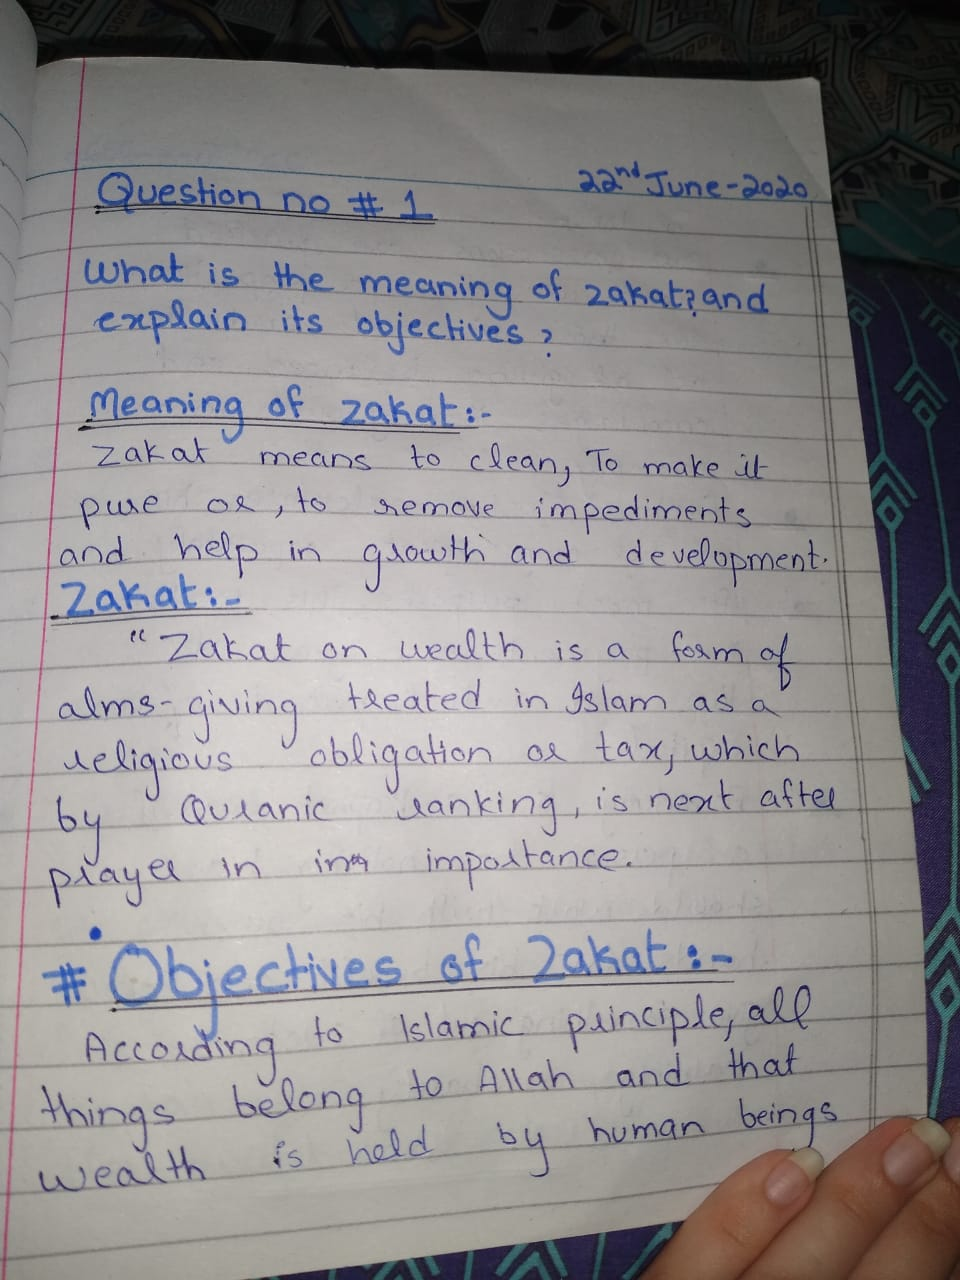 22nd June-2020
Question no # 1
What is the meaning of zakat? and
explain its objectives?
Meaning of zakat:-
Zakat means to clean, To make it
pure or, to remove impediments
and help in growth and development.
Zakat:-
"Zakat on wealth is a form of
alms-giving treated in Islam as a
religious obligation or tax, which
by Quranic ranking, is next after
prayer in importance.
# Objectives of Zakat:-
According to Islamic principle, all
things belong to Allah and that
wealth is held by human beings